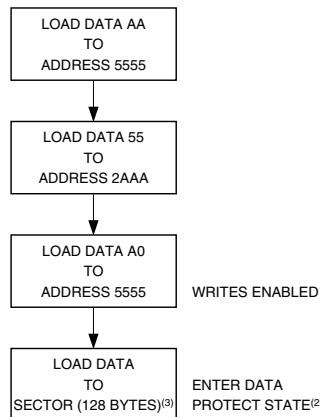 LOAD DATA AA
TO
ADDRESS 5555
LOAD DATA 55
TO
ADDRESS 2AAA
LOAD DATA A0
TO
ADDRESS 5555 WRITES ENABLED
LOAD DATA
TO ENTER DATA
SECTOR (128 BYTES)(3) PROTECT STATE(2